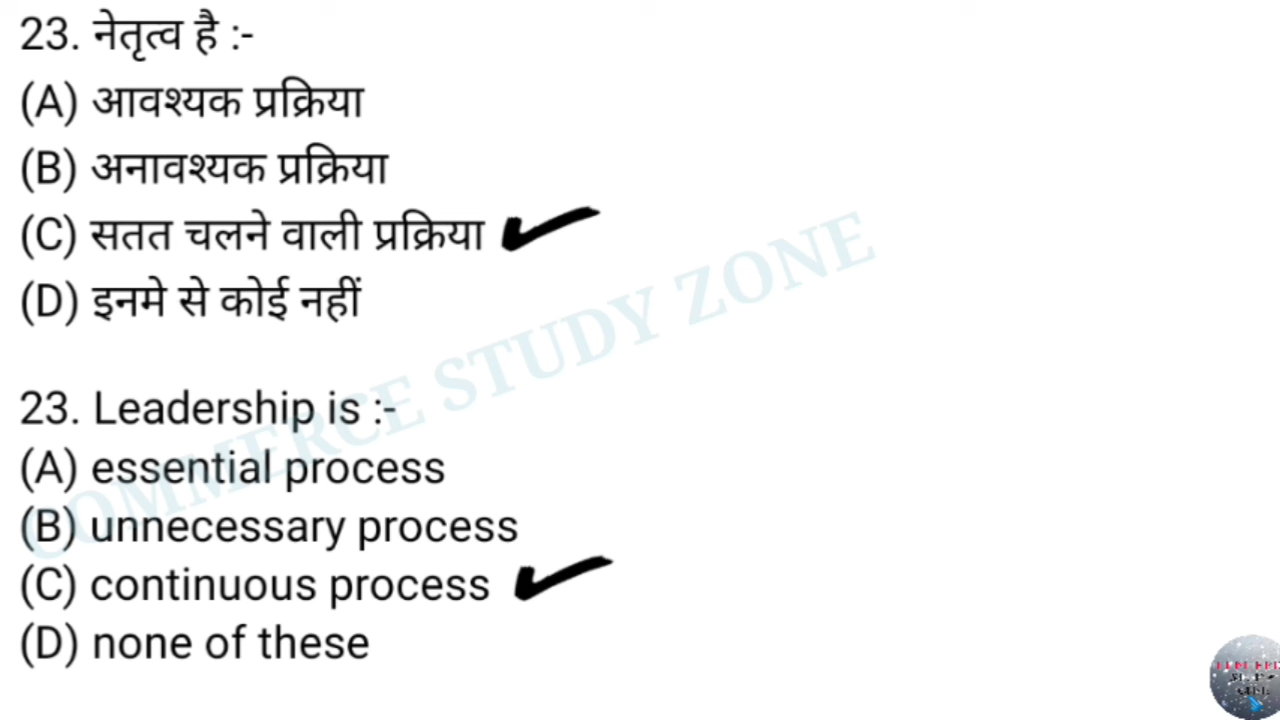 23. नेतृत्व है :-
(A) आवश्यक प्रक्रिया
(B) अनावश्यक प्रक्रिया
(C) सतत चलने वाली प्रक्रिया
(D) इनमे से कोई नहीं
23. Leadership is :-
(A) essential process
(B) unnecessary process
(C) continuous process
(D) none of these
COMMERCE STUDY ZONE